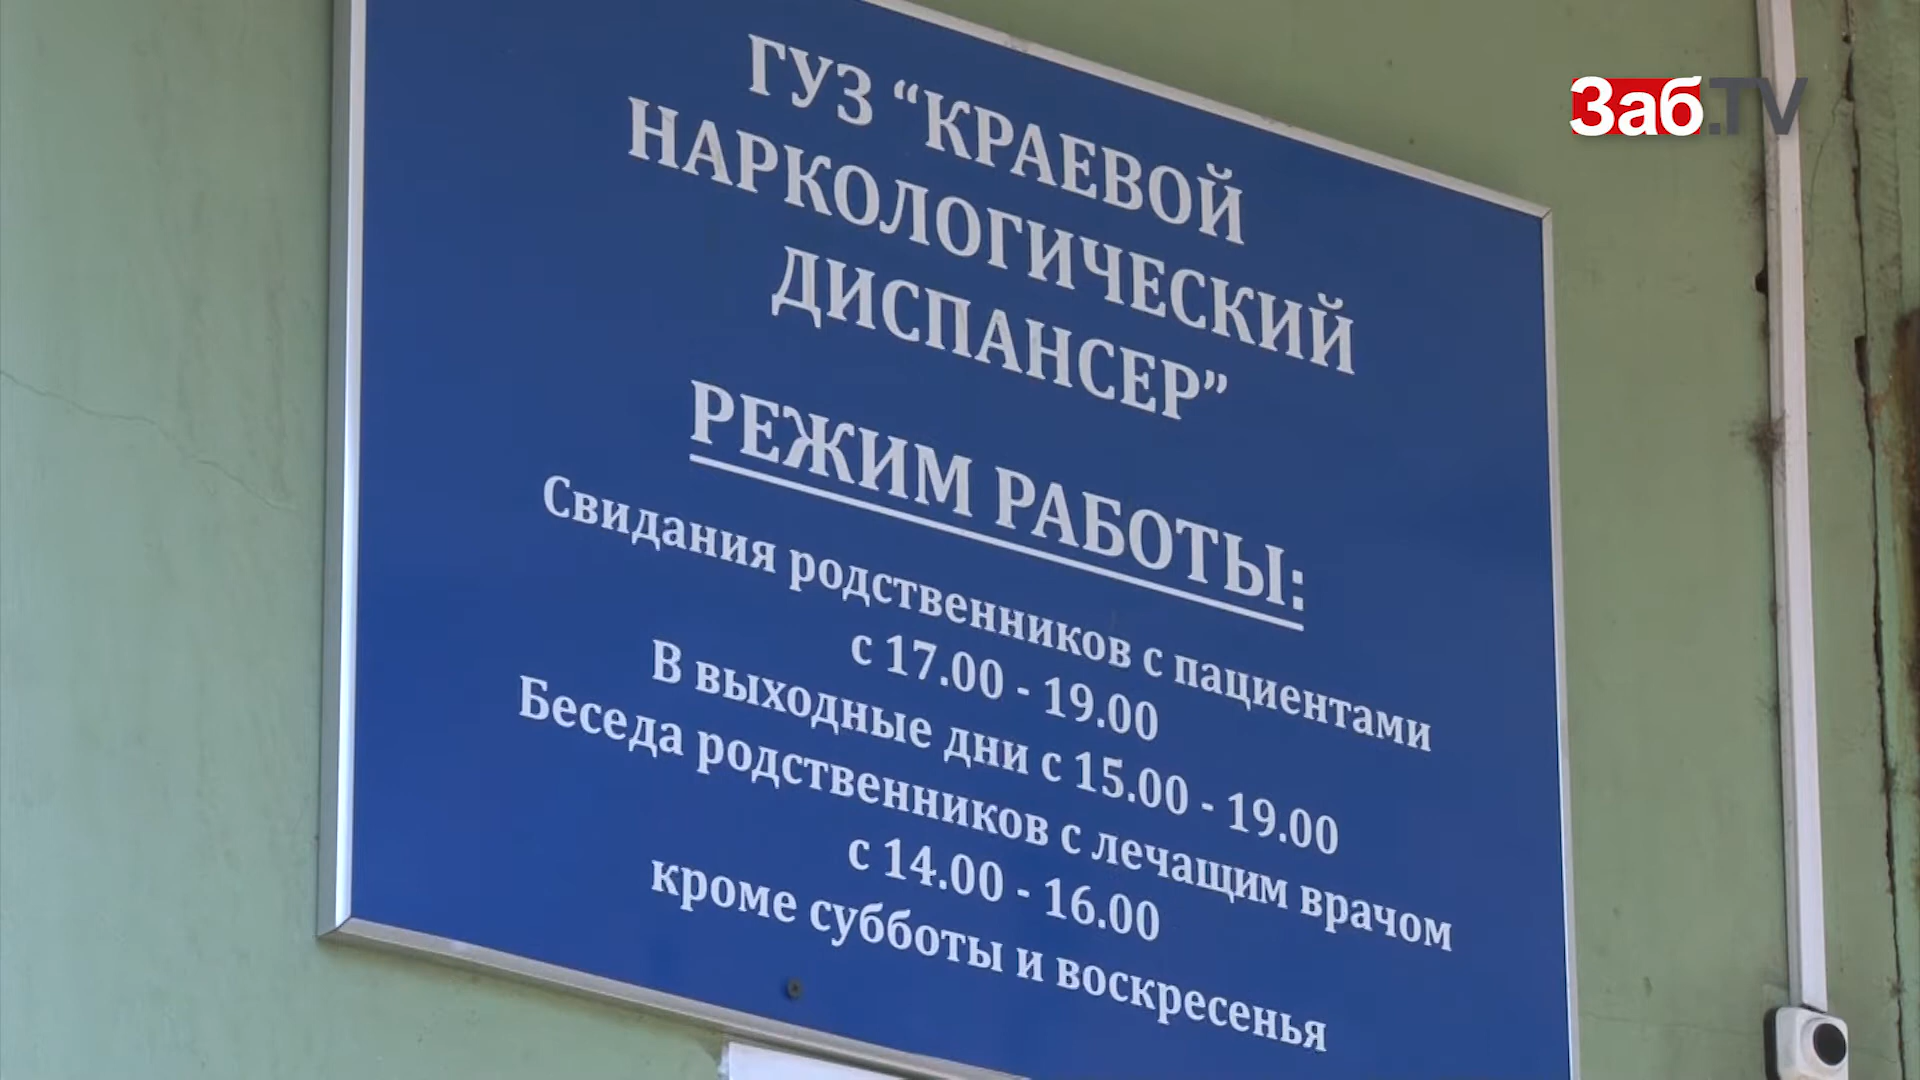 Заб.TV
ГУЗ “КРАЕВОЙ
НАРКОЛОГИЧЕСКИЙ
ДИСПАНСЕР”
РЕЖИМ РАБОТЫ:
Свидания родственников с пациентами
с 17.00 - 19.00
В выходные дни с 15.00 - 19.00
Беседа родственников с лечащим врачом
с 14.00 - 16.00
кроме субботы и воскресенья